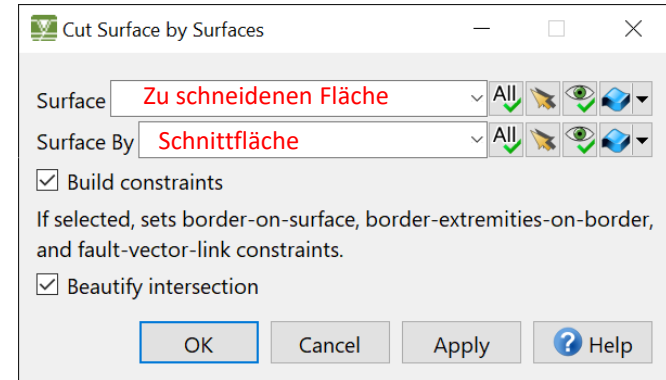 Cut Surface by Surfaces
Surface Zu schneidenen Fläche All
Surface By Schnittfläche All
Build constraints
If selected, sets border-on-surface, border-extremities-on-border,
and fault-vector-link constraints.
Beautify intersection
OK Cancel Apply ? Help